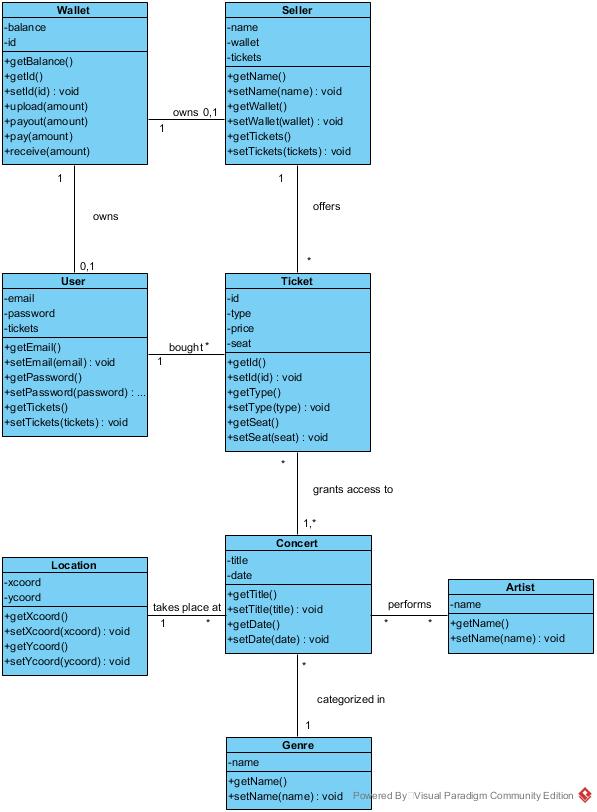 Wallet
-balance
-id
+getBalance()
+getId()
+setId(id) : void
+upload(amount)
+payout(amount)
+pay(amount)
+receive(amount)
Seller
-name
-wallet
-tickets
+getName()
+setName(name) : void
+getWallet()
+setWallet(wallet) : void
+getTickets()
+setTickets(tickets) : void
owns 0,1
1
1
owns
0,1
1
offers
*
User
-email
-password
-tickets
+getEmail()
+setEmail(email) : void
+getPassword()
+setPassword(password) : ...
+getTickets()
+setTickets(tickets) : void
bought *
1
Ticket
-id
-type
-price
-seat
+getId()
+setId(id) : void
+getType()
+setType(type) : void
+getSeat()
+setSeat(seat) : void
*
grants access to
1,*
Location
-xcoord
-ycoord
+getXcoord()
+setXcoord(xcoord) : void
+getYcoord()
+setYcoord(ycoord) : void
takes place at
1 *
Concert
-title
-date
+getTitle()
+setTitle(title) : void
+getDate()
+setDate(date) : void
performs
* *
Artist
-name
+getName()
+setName(name) : void
*
categorized in
1
Genre
-name
+getName()
+setName(name) : void
Powered By Visual Paradigm Community Edition